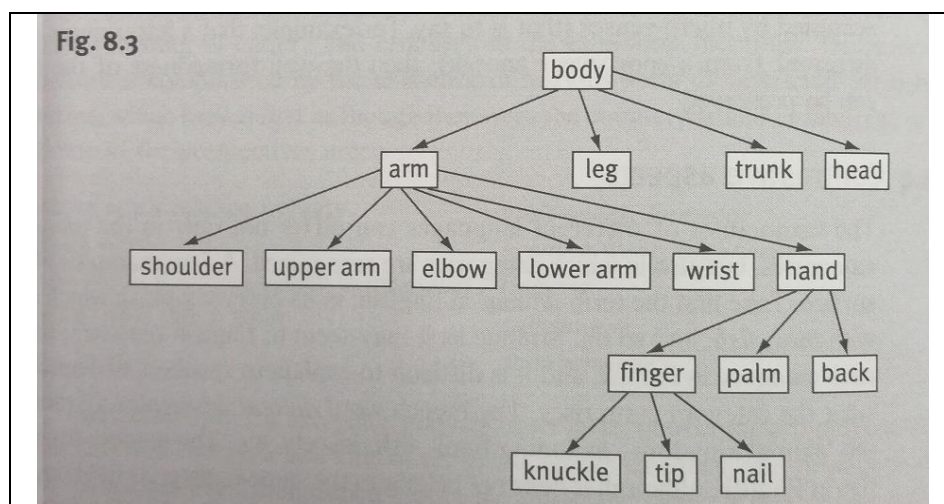 Fig. 8.3
body
arm leg trunk head
shoulder upper arm elbow lower arm wrist hand
finger palm back
knuckle tip nail